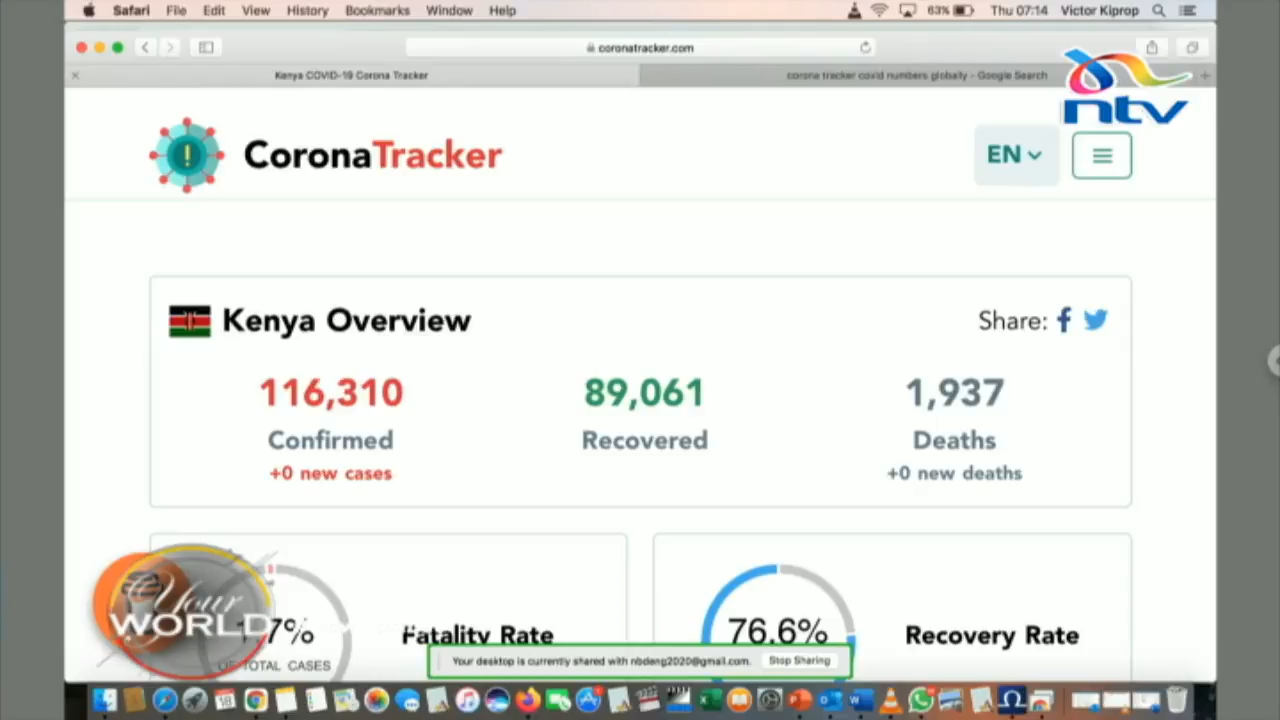 Safari File Edit View History Bookmarks Window Help 63% Thu 07:14 Victor Kiprop
coronatracker.com
Kenya COVID-19 Corona Tracker
corona tracker covid numbers globally - Google Search
ntv
CoronaTracker
EN
Kenya Overview
Share:
116,310
89,061
1,937
Confirmed
Recovered
Deaths
+0 new cases
+0 new deaths
Your
WORLD
7%
OF TOTAL CASES
Fatality Rate
76.6%
Recovery Rate
Your desktop is currently shared with nbdeng2020@gmail.com. Stop Sharing
18